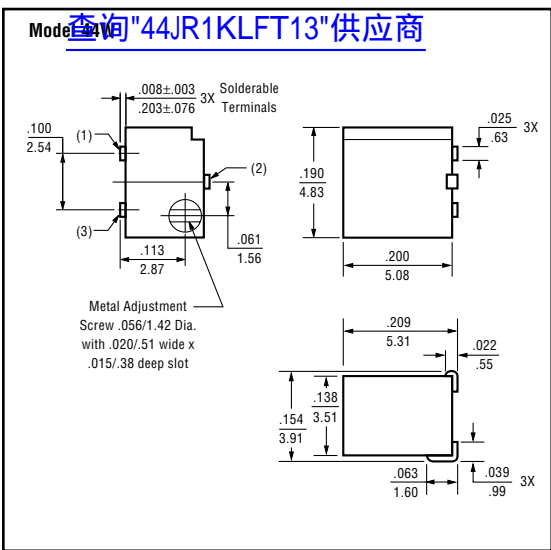 Model 44W
查询"44JR1KLFT13"供应商
.008±.003
.203±.076
3X
Solderable
Terminals
.100
2.54
(1)
(2)
(3)
.113
2.87
.061
1.56
Metal Adjustment
Screw .056/1.42 Dia.
with .020/.51 wide x
.015/.38 deep slot
.025
.63
3X
.190
4.83
.200
5.08
.209
5.31
.022
.55
.154
3.91
.138
3.51
.063
1.60
.039
.99
3X